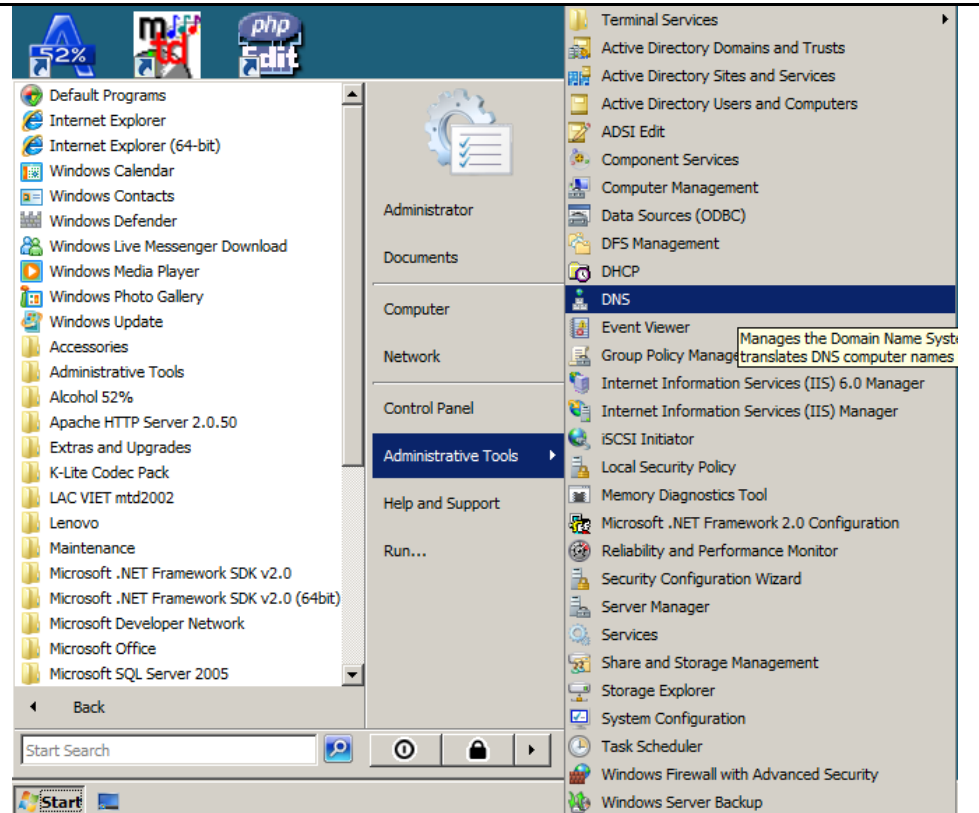 52%
mtd
php
Edit
Default Programs
Internet Explorer
Internet Explorer (64-bit)
Windows Calendar
Windows Contacts
Windows Defender
Windows Live Messenger Download
Windows Media Player
Windows Photo Gallery
Windows Update
Accessories
Administrative Tools
Alcohol 52%
Apache HTTP Server 2.0.50
Extras and Upgrades
K-Lite Codec Pack
LAC VIET mtd2002
Lenovo
Maintenance
Microsoft .NET Framework SDK v2.0
Microsoft .NET Framework SDK v2.0 (64bit)
Microsoft Developer Network
Microsoft Office
Microsoft SQL Server 2005
Back
Start Search
Start
Administrator
Documents
Computer
Network
Control Panel
Administrative Tools
Help and Support
Run...
Terminal Services
Active Directory Domains and Trusts
Active Directory Sites and Services
Active Directory Users and Computers
ADSI Edit
Component Services
Computer Management
Data Sources (ODBC)
DFS Management
DHCP
DNS
Event Viewer
Manages the Domain Name Syst
Group Policy Manage
translates DNS computer names
Internet Information Services (IIS) 6.0 Manager
Internet Information Services (IIS) Manager
iSCSI Initiator
Local Security Policy
Memory Diagnostics Tool
Microsoft .NET Framework 2.0 Configuration
Reliability and Performance Monitor
Security Configuration Wizard
Server Manager
Services
Share and Storage Management
Storage Explorer
System Configuration
Task Scheduler
Windows Firewall with Advanced Security
Windows Server Backup